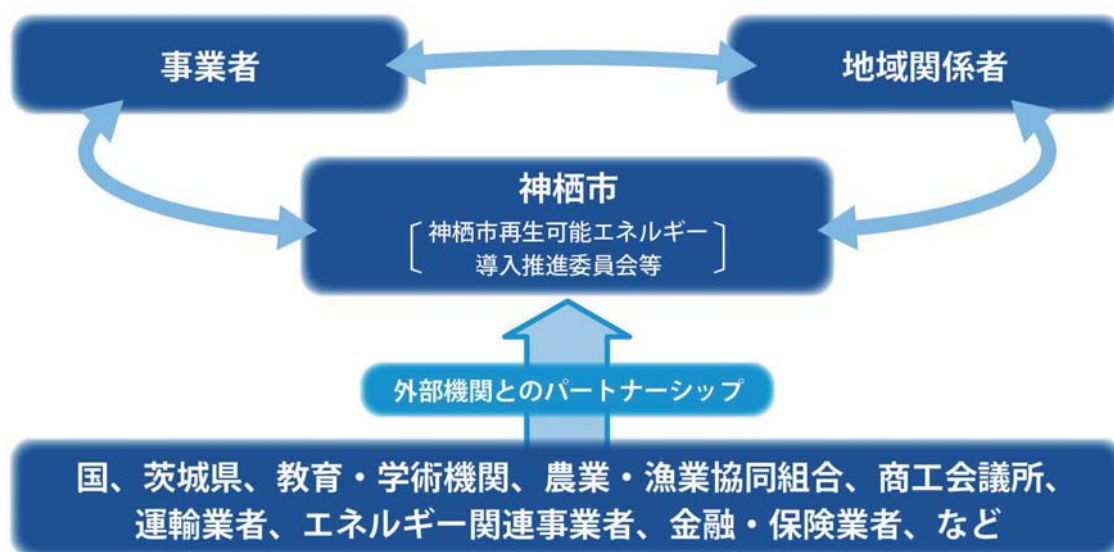 事業者
地域関係者
神栖市
神栖市再生可能エネルギー
導入推進委員会等
外部機関とのパートナーシップ
国、茨城県、教育・学術機関、農業・漁業協同組合、商工会議所、
運輸業者、エネルギー関連事業者、金融・保険業者、など